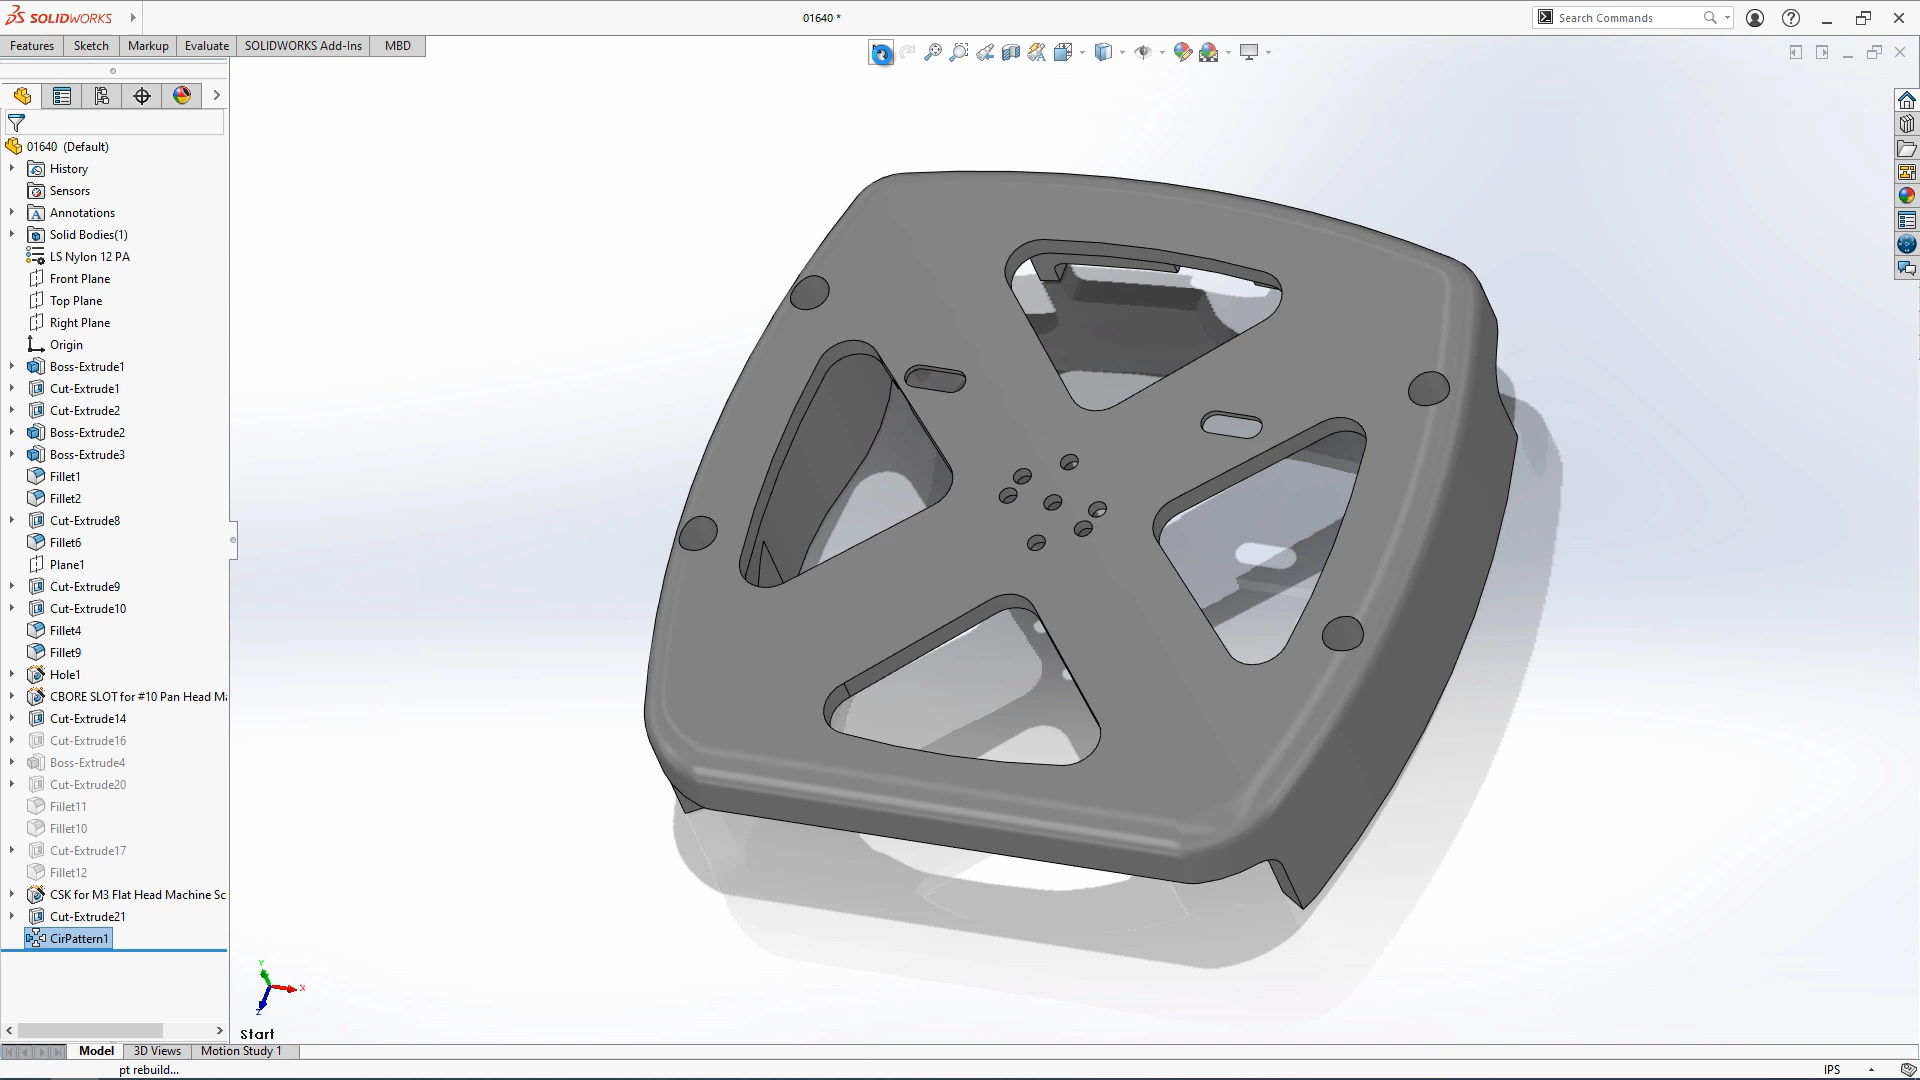 SOLIDWORKS
01640 *
Search Commands
Features
Sketch
Markup
Evaluate
SOLIDWORKS Add-Ins
MBD
01640 (Default)
History
Sensors
Annotations
Solid Bodies(1)
LS Nylon 12 PA
Front Plane
Top Plane
Right Plane
Origin
Boss-Extrude1
Cut-Extrude1
Cut-Extrude2
Boss-Extrude2
Boss-Extrude3
Fillet1
Fillet2
Cut-Extrude8
Fillet6
Plane1
Cut-Extrude9
Cut-Extrude10
Fillet4
Fillet9
Hole1
CBORE SLOT for #10 Pan Head M
Cut-Extrude14
Cut-Extrude16
Boss-Extrude4
Cut-Extrude20
Fillet11
Fillet10
Cut-Extrude17
Fillet12
CSK for M3 Flat Head Machine Sc
Cut-Extrude21
CirPattern1
Y
X
Z
Start
Model
3D Views
Motion Study 1
pt rebuild...
IPS